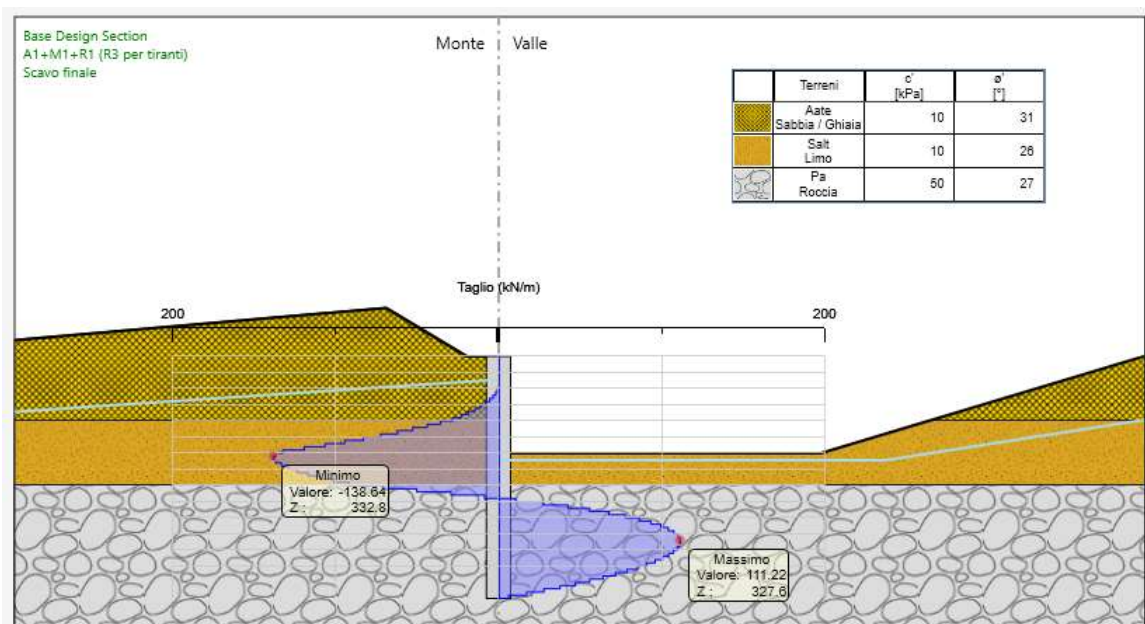 Base Design Section
A1+M1+R1 (R3 per tiranti)
Scavo finale
Monte Valle
Terreni c' [kPa] ø' [°]
Aate Sabbia / Ghiaia 10 31
Salt Limo 10 26
Pa Roccia 50 27
Taglio (kN/m)
200 200
Minimo
Valore: -138.64
Z : 332.8
Massimo
Valore: 111.22
Z : 327.6